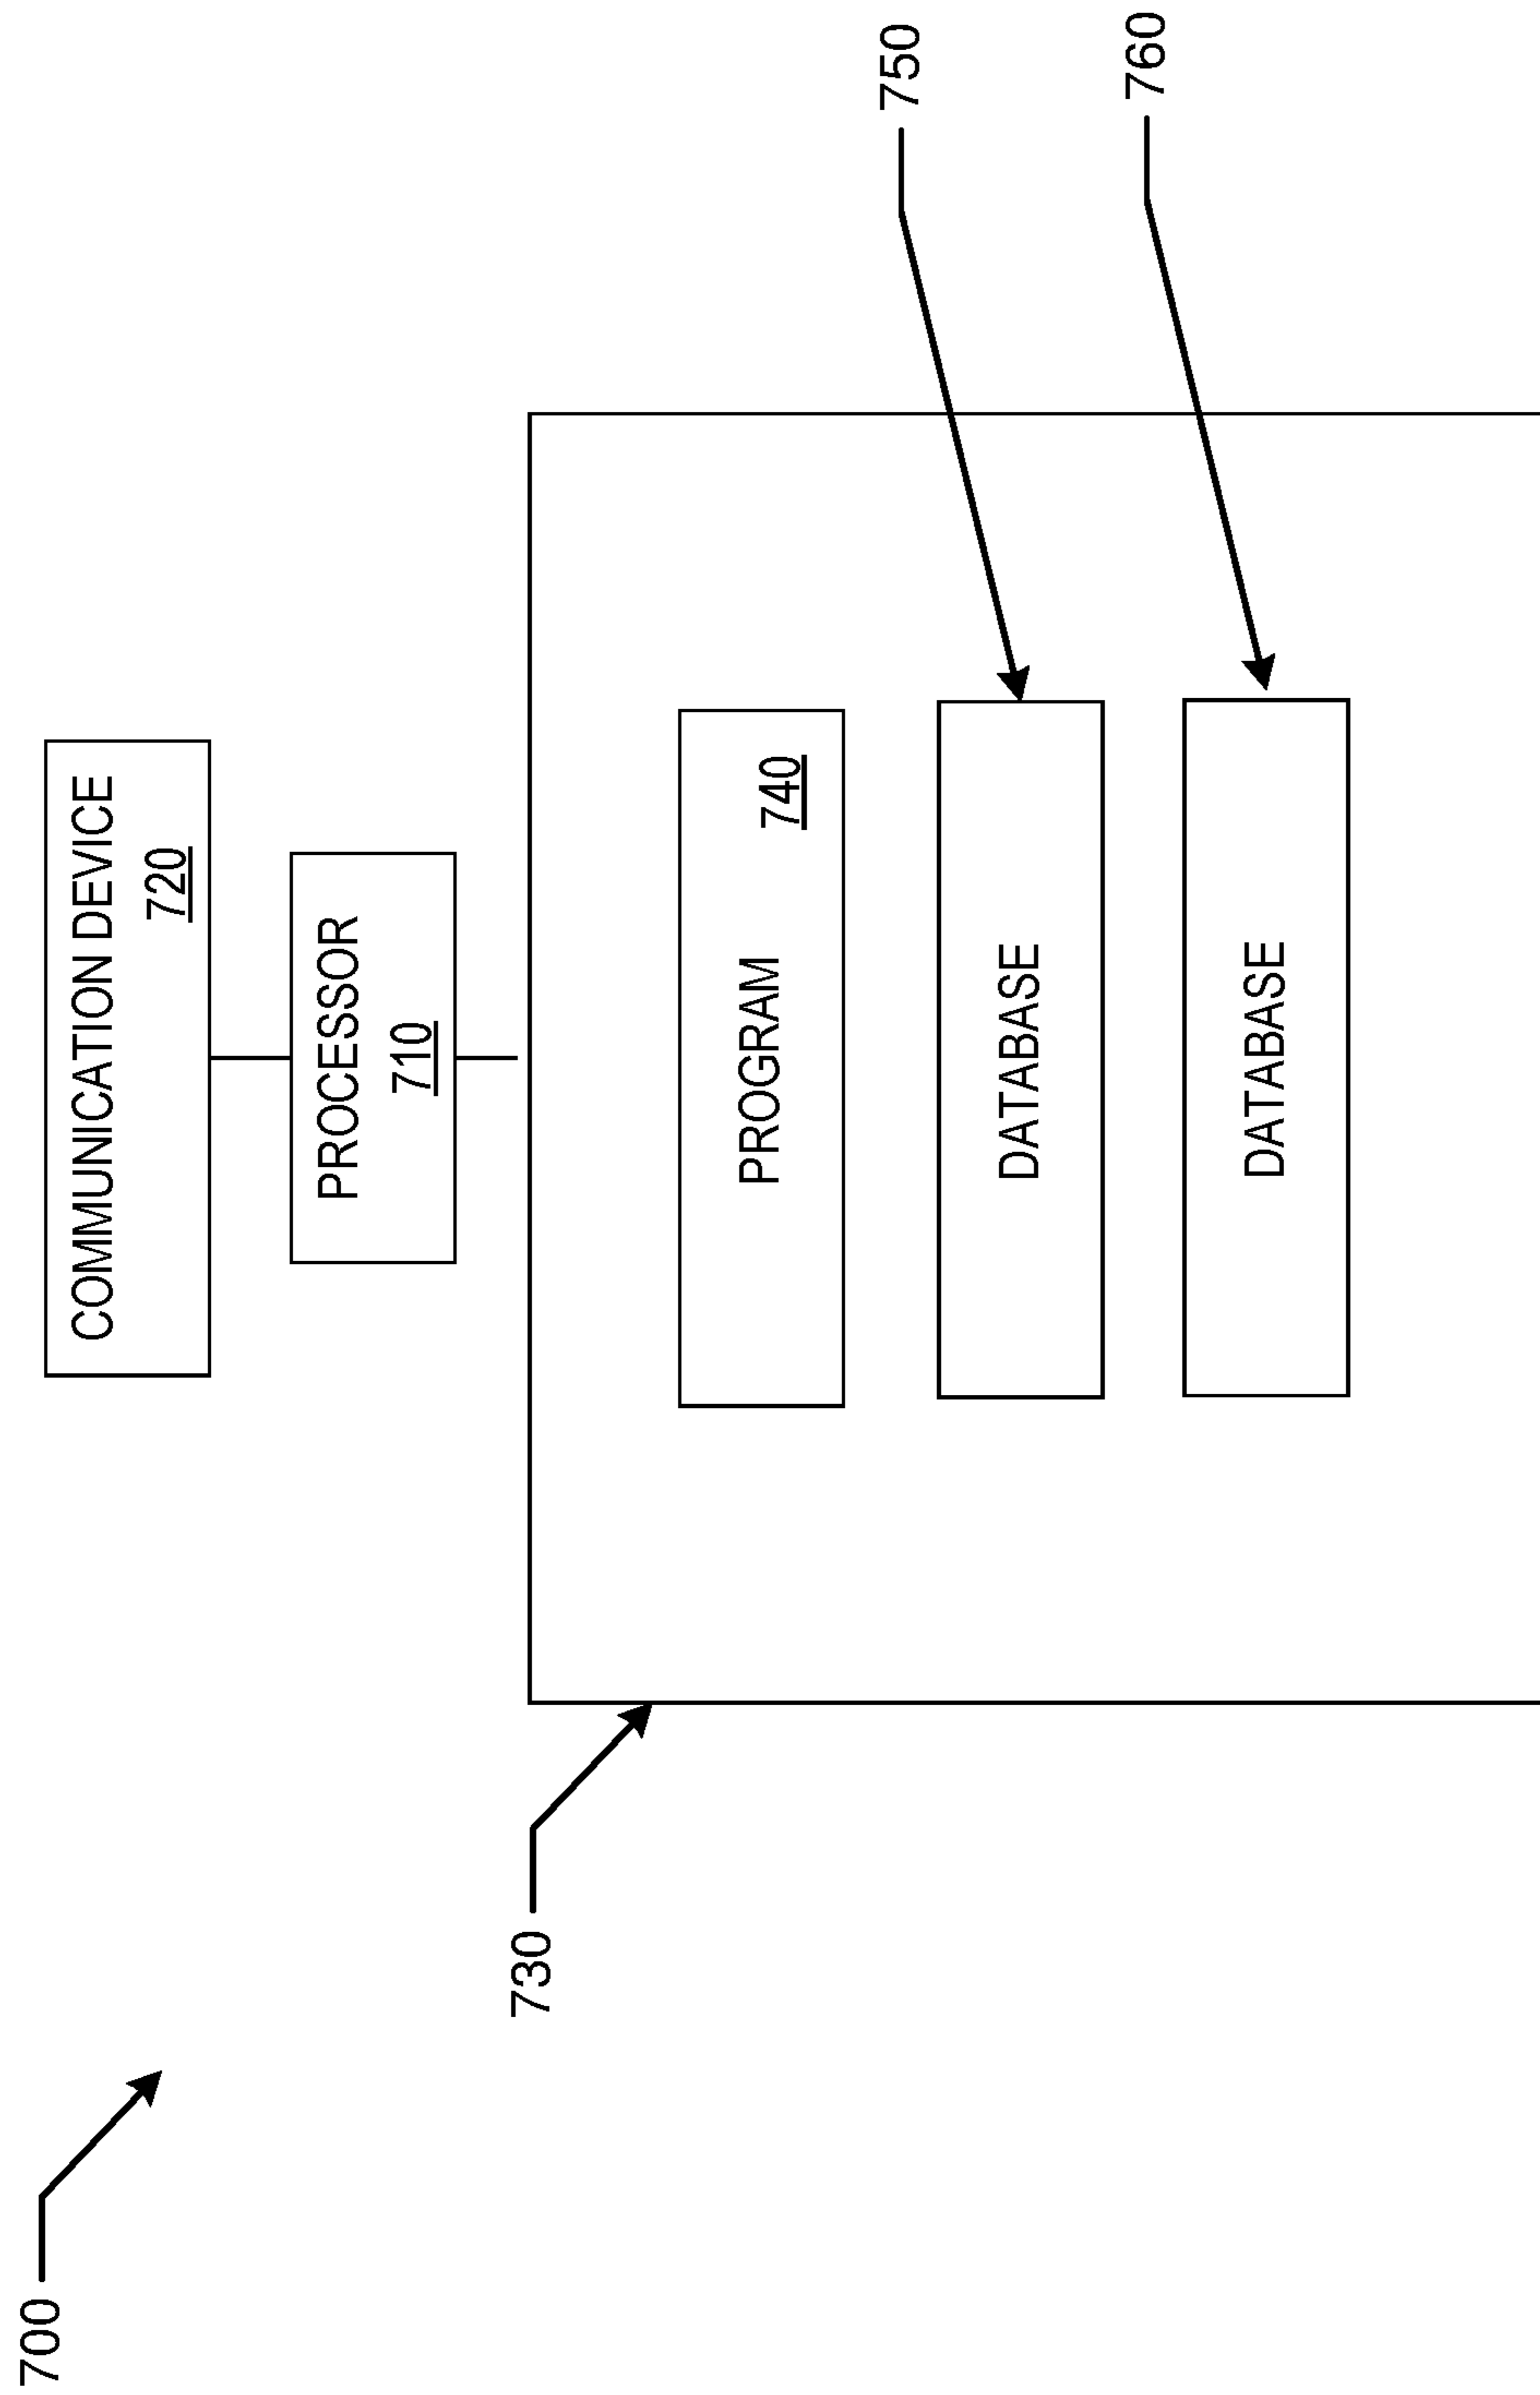 700
COMMUNICATION DEVICE
720
PROCESSOR
710
730
PROGRAM
740
750
DATABASE
760
DATABASE